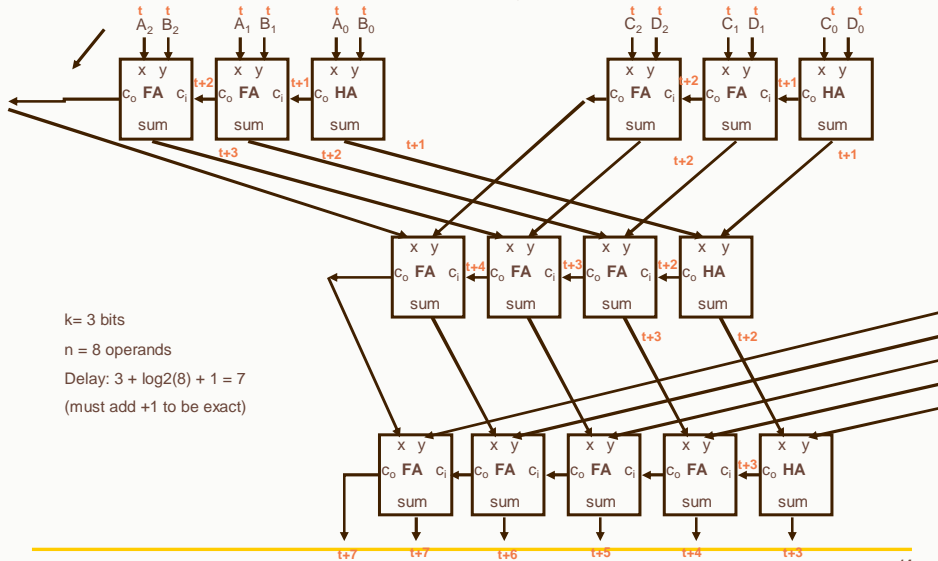 t t t t t t t t t t t t
A2 B2 A1 B1 A0 B0 C2 D2 C1 D1 C0 D0
x y x y x y x y x y x y
co FA ci t+2 co FA ci t+1 co HA co FA ci t+2 co FA ci t+1 co HA
sum sum sum sum sum sum
t+3 t+2 t+1 t+2 t+1
x y x y x y x y
co FA ci t+4 co FA ci t+3 co FA ci t+2 co HA
sum sum sum sum
k= 3 bits
t+3 t+2
n = 8 operands
Delay: 3 + log2(8) + 1 = 7
(must add +1 to be exact)
x y x y x y x y x y
co FA ci co FA ci co FA ci co FA ci t+3 co HA
sum sum sum sum sum
t+7 t+7 t+6 t+5 t+4 t+3